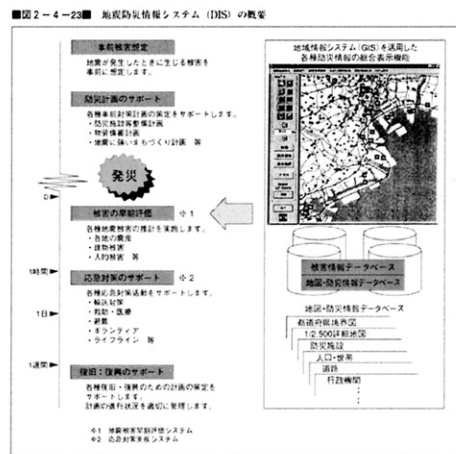 ■図2-4-23■ 地震防災情報システム (DIS) の概要
事前被害想定
地震が発生したときに生じる被害を
事前に想定します。
防災計画のサポート
各種事前対策計画の策定をサポートします。
・防災施設等整備計画
・物資備蓄計画
・地震に強いまちづくり計画 等
発災
0
被害の早期評価 ※1
各種地震被害の推計を実施します。
・各地の震度
・建物被害
・人的被害 等
1時間
応急対策のサポート ※2
各種応急対策活動をサポートします。
・輸送対策
・救助・医療
・避難
・ボランティア
・ライフライン 等
1日
1週間
復旧・復興のサポート
各種復旧・復興のための計画の策定を
サポートします。
計画の進行状況を適切に管理します。
※1 地震被害早期評価システム
※2 応急対策支援システム
地域情報システム(GIS)を活用した
各種防災情報の総合表示機能
被害情報データベース
地図・防災情報データベース
地図・防災情報データベース
都道府県境界図
1/2,500詳細地図
防災施設
人口・世帯
道路
行政機関